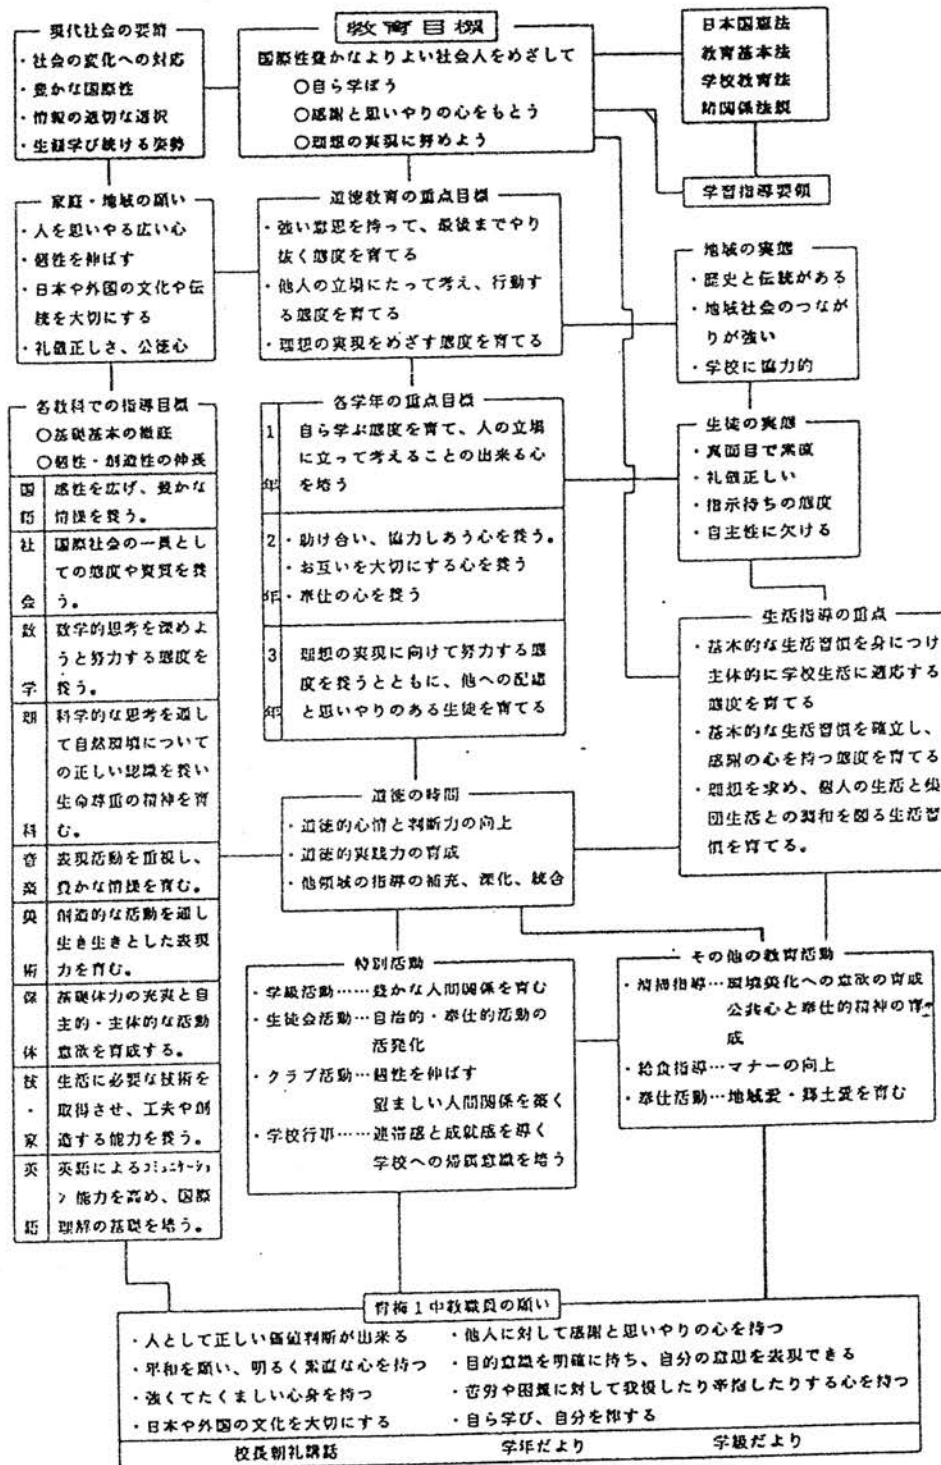 現代社会の要請
・社会の変化への対応
・豊かな国際性
・情報の適切な選択
・生涯学び続ける姿勢
教育目標
国際性豊かなよりよい社会人をめざして
○自ら学ぼう
○感謝と思いやりの心をもとう
○理想の実現に努めよう
日本国憲法
教育基本法
学校教育法
諸関係法規
学習指導要領
家庭・地域の願い
・人を思いやる広い心
・個性を伸ばす
・日本や外国の文化や伝
統を大切にする
・礼儀正しさ、公徳心
道徳教育の重点目標
・強い意思を持って、最後までやり
抜く態度を育てる
・他人の立場にたって考え、行動す
る態度を育てる
・理想の実現をめざす態度を育てる
地域の実態
・歴史と伝統がある
・地域社会のつなが
りが強い
・学校に協力的
各教科での指導目標
○基礎基本の徹底
○個性・創造性の伸長
国語
感性を広げ、豊かな
情操を養う。
社会
国際社会の一員とし
ての態度や資質を養
う。
数学
数学的思考を深めよ
うと努力する態度を
養う。
理科
科学的な思考を通し
て自然環境について
の正しい認識を養い
生命尊重の精神を育
む。
音楽
表現活動を重視し、
豊かな情操を育む。
美術
創造的な活動を通し
生き生きとした表現
力を育む。
保体
基礎体力の充実と自
主的・主体的な活動
意欲を育成する。
技・家
生活に必要な技術を
取得させ、工夫や創
造する能力を養う。
英語
英語によるコミュニケーショ
ン能力を高め、国際
理解の基礎を培う。
各学年の重点目標
1年
自ら学ぶ態度を育て、人の立場
に立って考えることの出来る心
を培う
2年
・助け合い、協力しあう心を養う。
・お互いを大切にする心を養う
・奉仕の心を養う
3年
理想の実現に向けて努力する態
度を養うとともに、他への配慮
と思いやりのある生徒を育てる
生徒の実態
・真面目で素直
・礼儀正しい
・指示待ちの態度
・自主性に欠ける
生活指導の重点
・基本的な生活習慣を身につけ
主体的に学校生活に適応する
態度を育てる
・基本的な生活習慣を確立し、
感謝の心を持つ態度を育てる
・理想を求め、個人の生活と集
団生活との調和を図る生活習
慣を育てる。
道徳の時間
・道徳的心情と判断力の向上
・道徳的実践力の育成
・他領域の指導の補充、深化、統合
特別活動
・学級活動……豊かな人間関係を育む
・生徒会活動…自治的・奉仕的活動の
活発化
・クラブ活動…個性を伸ばす
望ましい人間関係を築く
・学校行事……連帯感と成就感を導く
学校への帰属意識を培う
その他の教育活動
・清掃指導…環境美化への意欲の育成
公共心と奉仕的精神の育
成
・給食指導…マナーの向上
・奉仕活動…地域愛・郷土愛を育む
青梅1中教職員の願い
・人として正しい価値判断が出来る
・平和を願い、明るく素直な心を持つ
・強くてたくましい心身を持つ
・日本や外国の文化を大切にする
・他人に対して感謝と思いやりの心を持つ
・目的意識を明確に持ち、自分の意思を表現できる
・苦労や困難に対して我慢したり辛抱したりする心を持つ
・自ら学び、自分を律する
校長朝礼講話 学年だより 学級だより